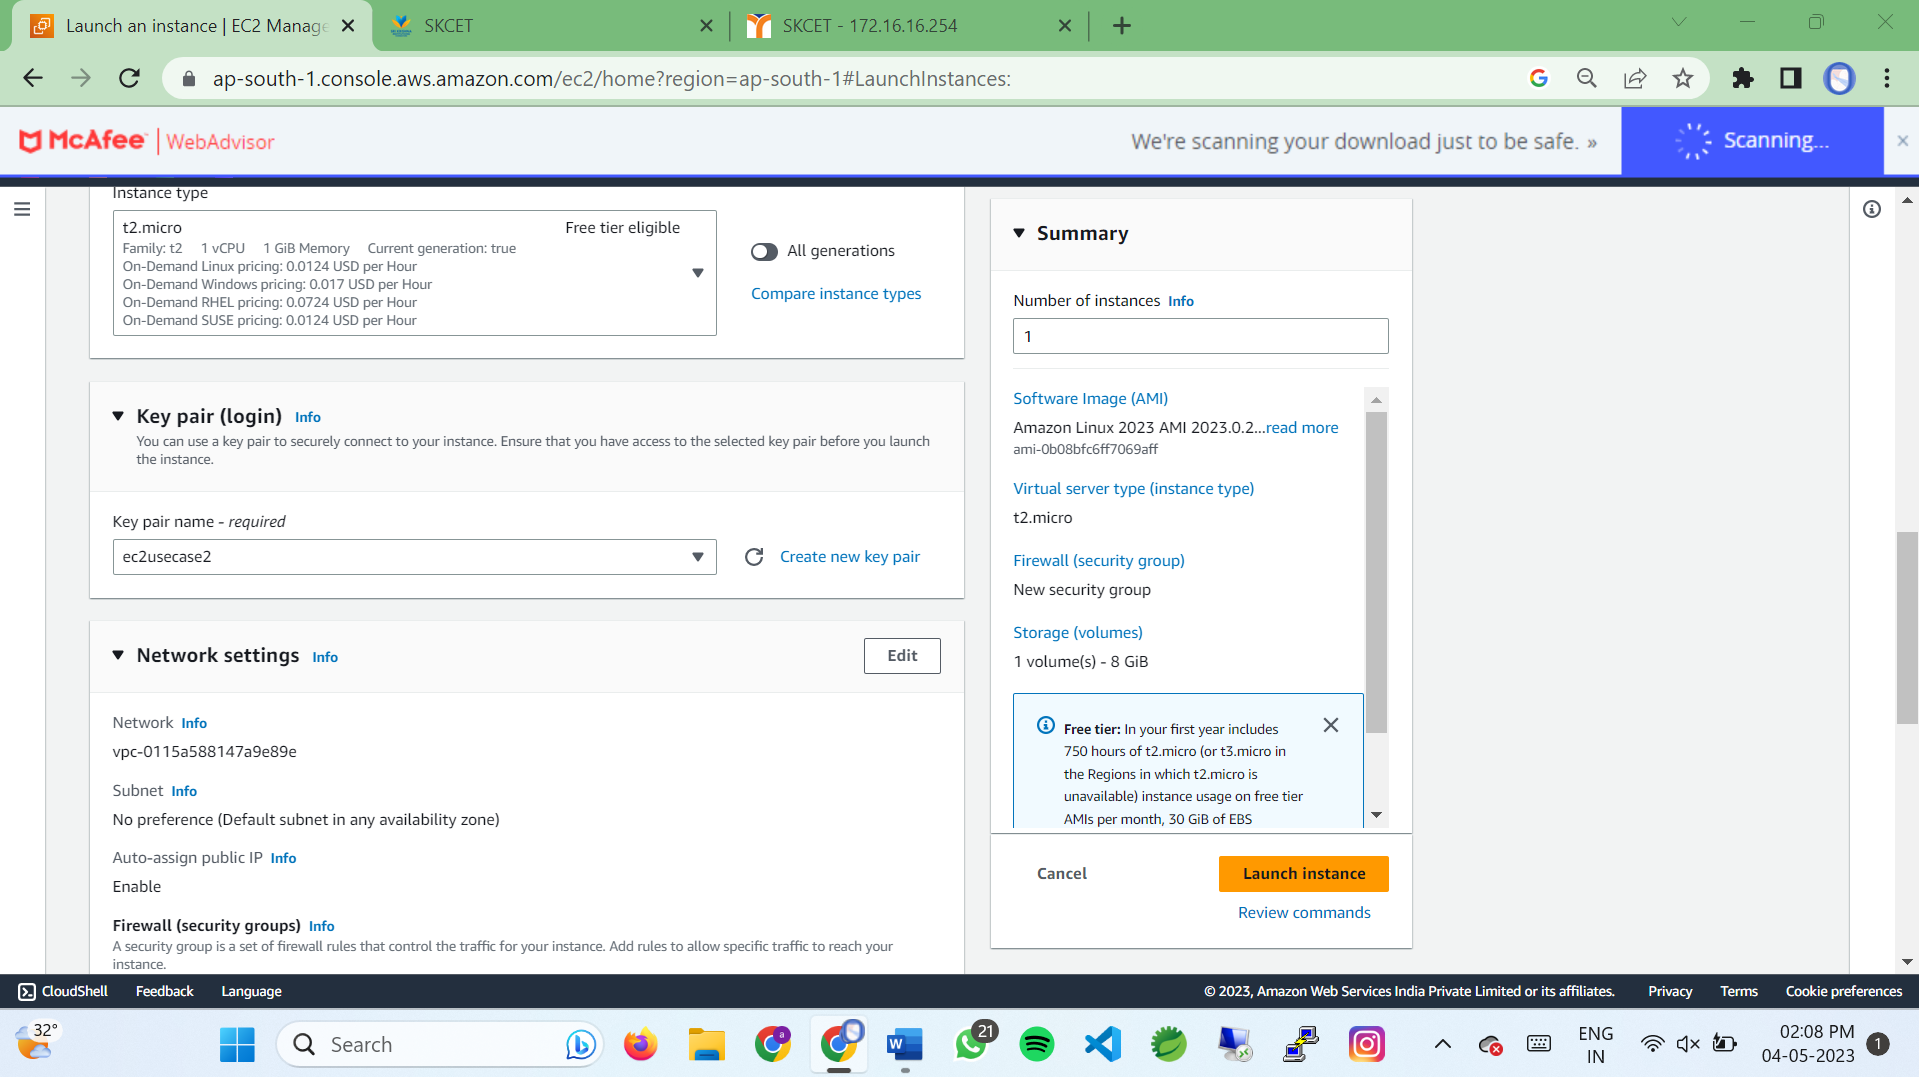 Launch an instance | EC2 Manage
SKCET
SKCET - 172.16.16.254
ap-south-1.console.aws.amazon.com/ec2/home?region=ap-south-1#LaunchInstances:
McAfee | WebAdvisor
We're scanning your download just to be safe. »
Scanning...
Instance type
t2.micro
Free tier eligible
Family: t2 1 vCPU 1 GiB Memory Current generation: true
On-Demand Linux pricing: 0.0124 USD per Hour
On-Demand Windows pricing: 0.017 USD per Hour
On-Demand RHEL pricing: 0.0724 USD per Hour
On-Demand SUSE pricing: 0.0124 USD per Hour
All generations
Compare instance types
Key pair (login) Info
You can use a key pair to securely connect to your instance. Ensure that you have access to the selected key pair before you launch
the instance.
Key pair name - required
ec2usecase2
Create new key pair
Network settings Info
Edit
Network Info
vpc-0115a588147a9e89e
Subnet Info
No preference (Default subnet in any availability zone)
Auto-assign public IP Info
Enable
Firewall (security groups) Info
A security group is a set of firewall rules that control the traffic for your instance. Add rules to allow specific traffic to reach your
instance.
Summary
Number of instances Info
1
Software Image (AMI)
Amazon Linux 2023 AMI 2023.0.2...read more
ami-0b08bfc6ff7069aff
Virtual server type (instance type)
t2.micro
Firewall (security group)
New security group
Storage (volumes)
1 volume(s) - 8 GiB
Free tier: In your first year includes
750 hours of t2.micro (or t3.micro in
the Regions in which t2.micro is
unavailable) instance usage on free tier
AMIs per month, 30 GiB of EBS
Cancel
Launch instance
Review commands
CloudShell
Feedback
Language
© 2023, Amazon Web Services India Private Limited or its affiliates.
Privacy
Terms
Cookie preferences
32°
Search
a
W
21
ENG
IN
02:08 PM
04-05-2023
1